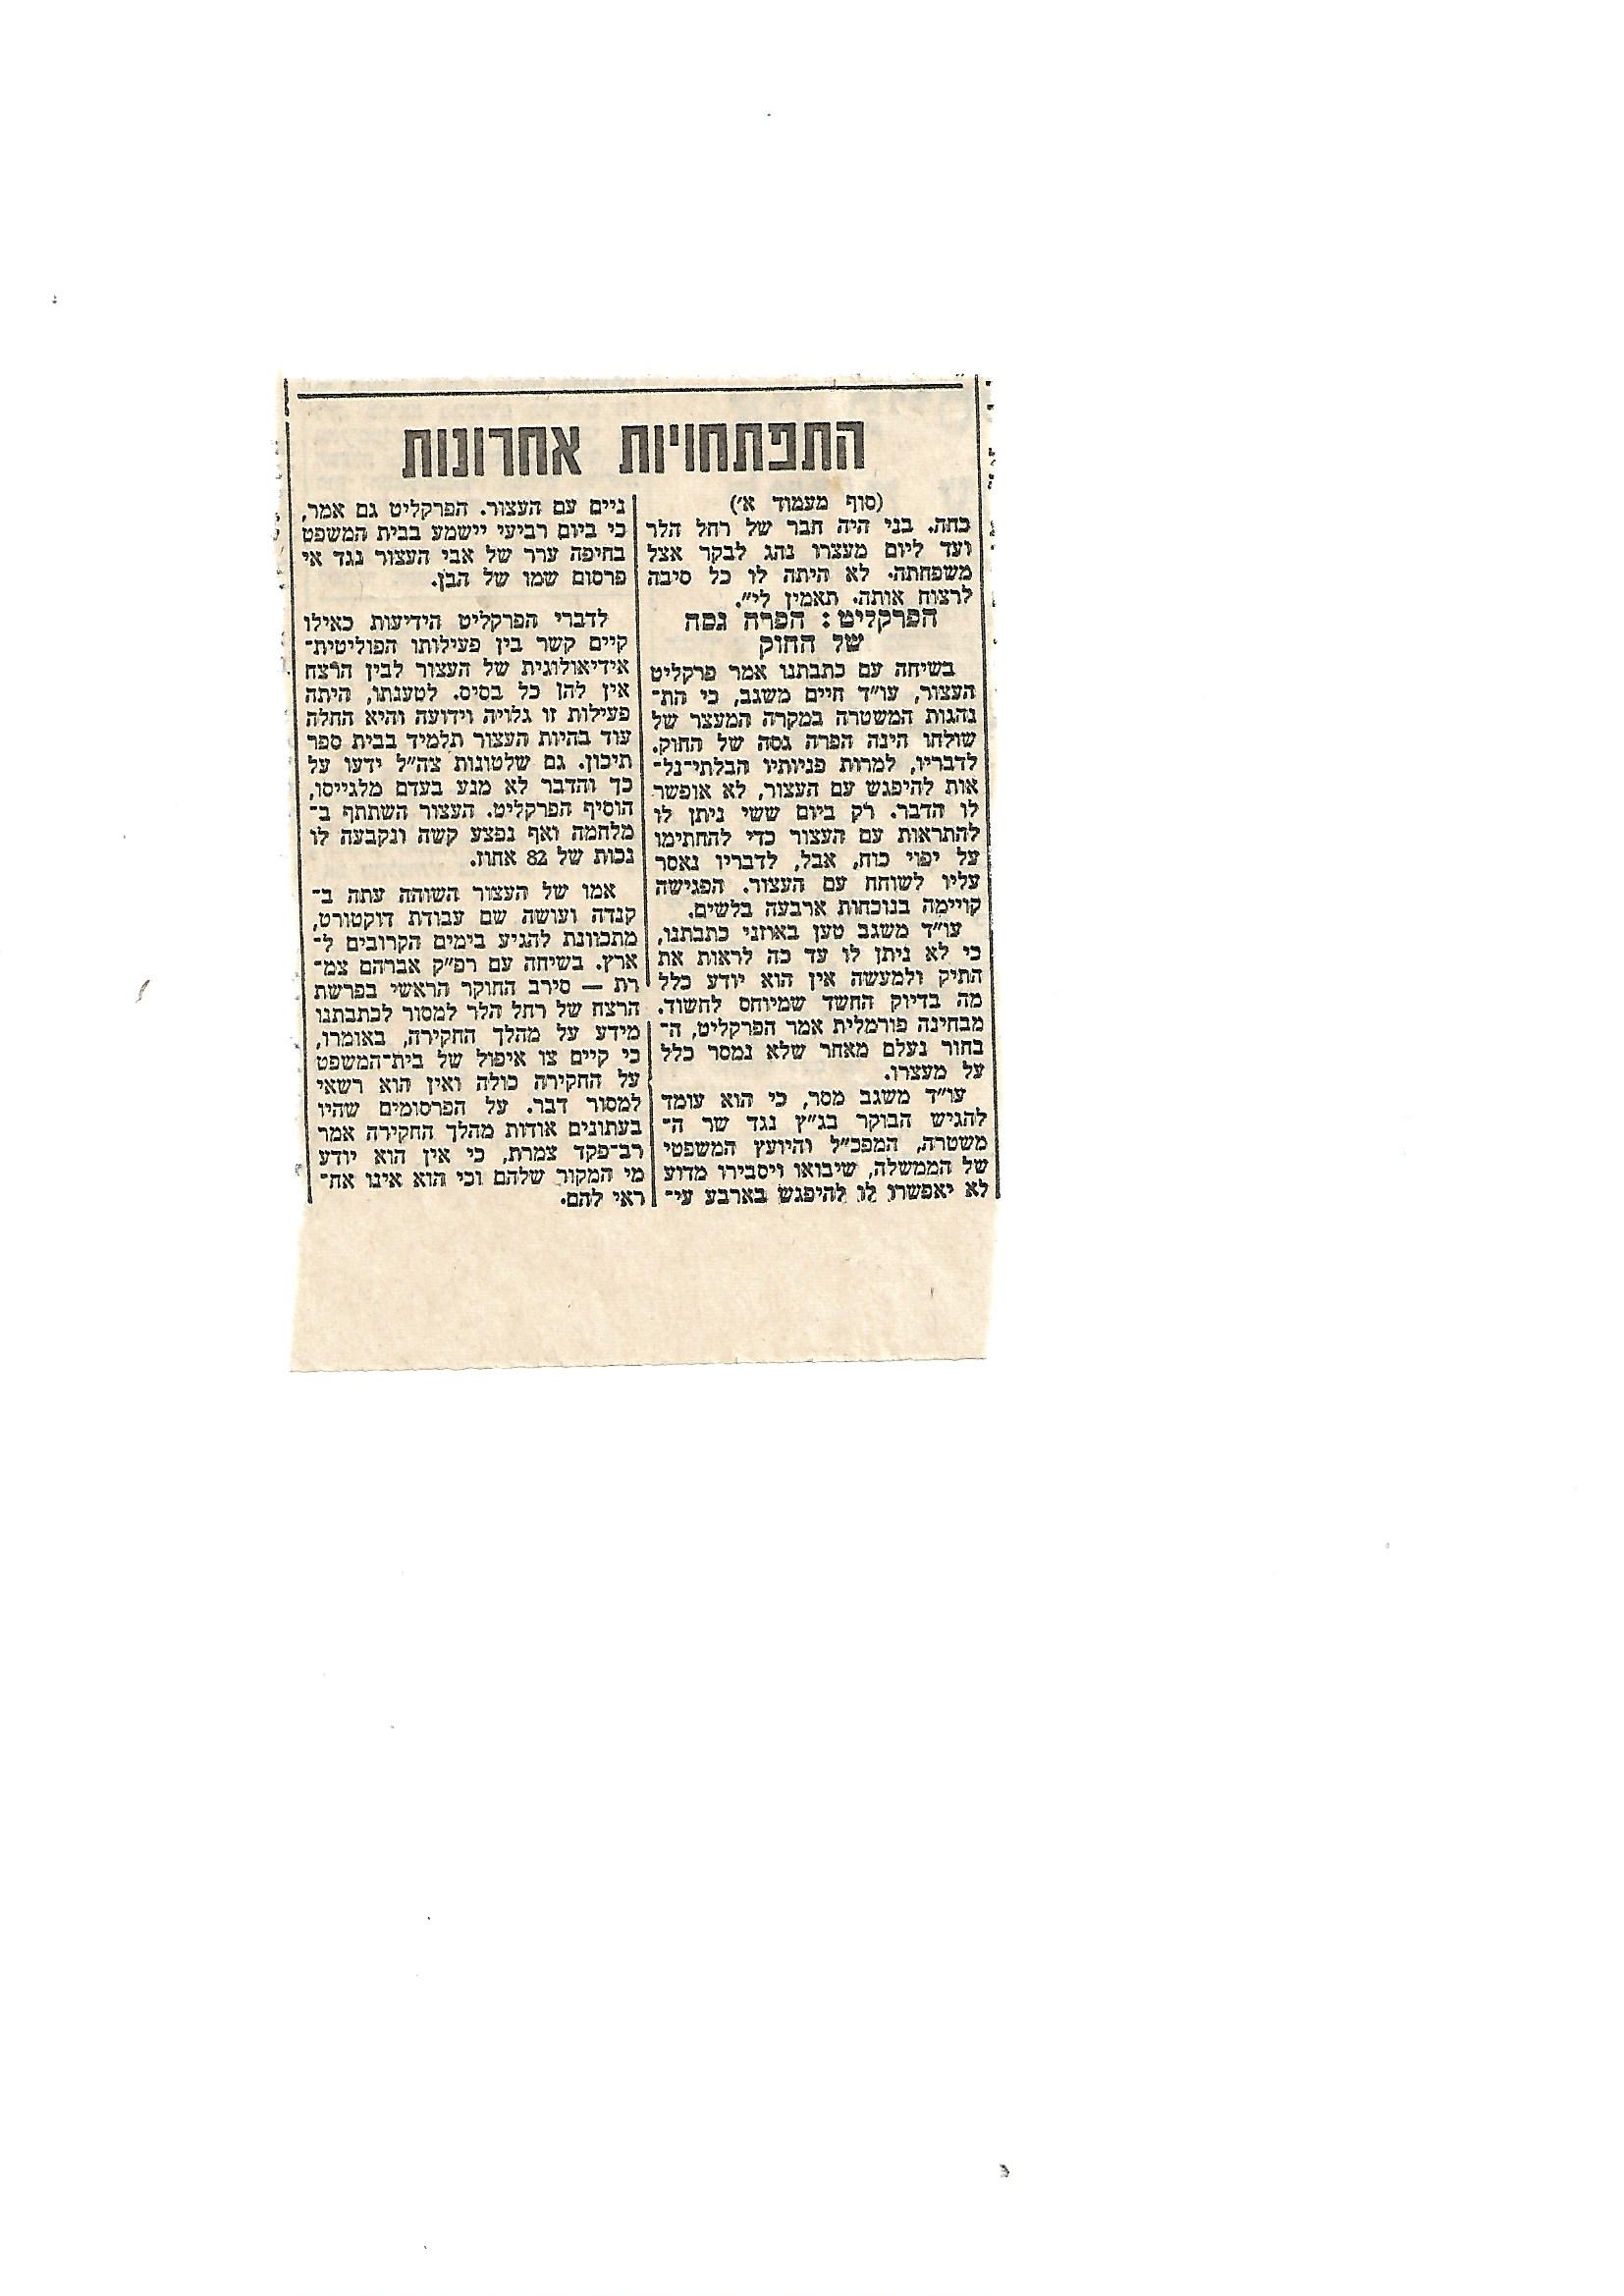 התפתחויות אחרונות
(סוף מעמוד א')
כחה. בני היה חבר של רחל הלר
ועד ליום מעצרו נהג לבקר אצל
משפחתה. לא היתה לו כל סיבה
לרצוח אותה. תאמין לי".
הפרקליט: הפרה גסה
של החוק
בשיחה עם כתבתנו אמר פרקליט
העצור, עו"ד חיים משגב, כי הת־
נהגות המשטרה במקרה המעצר של
שולחו הינה הפרה גסה של החוק.
לדבריו, למרות פניותיו הבלתי־נל־
אות להיפגש עם העצור, לא אופשר
לו הדבר. רק ביום ששי ניתן לו
להתראות עם העצור כדי להחתימו
על יפוי כוח, אבל, לדבריו נאסר
עליו לשוחח עם העצור. הפגישה
קויימה בנוכחות ארבעה בלשים.
עו"ד משגב טען באוזני כתבתנו,
כי לא ניתן לו עד כה לראות את
התיק ולמעשה אין הוא יודע כלל
מה בדיוק החשד שמיוחס לחשוד.
מבחינה פורמלית אמר הפרקליט, ה־
בחור נעלם מאחר שלא נמסר כלל
על מעצרו.
עו"ד משגב מסר, כי הוא עומד
להגיש הבוקר בג"ץ נגד שר ה־
משטרה, המפכ"ל והיועץ המשפטי
של הממשלה, שיבואו ויסבירו מדוע
לא יאפשרו לו להיפגש בארבע עי־
ניים עם העצור. הפרקליט גם אמר,
כי ביום רביעי יישמע בבית המשפט
בחיפה ערר של אבי העצור נגד אי
פרסום שמו של הבן.
לדברי הפרקליט הידיעות כאילו
קיים קשר בין פעילותו הפוליטית־
אידיאולוגית של העצור לבין הרצח
אין להן כל בסיס. לטענתו, היתה
פעילות זו גלויה וידועה והיא החלה
עוד בהיות העצור תלמיד בבית ספר
תיכון. גם שלטונות צה"ל ידעו על
כך והדבר לא מנע בעדם מלגייסו,
הוסיף הפרקליט. העצור השתתף ב־
מלחמה ואף נפצע קשה ונקבעה לו
נכות של 82 אחוז.
אמו של העצור השוהה עתה ב־
קנדה ועושה שם עבודת דוקטורט,
מתכוונת להגיע בימים הקרובים ל־
ארץ. בשיחה עם רפ"ק אברהם צמ־
רת — סירב החוקר הראשי בפרשת
הרצח של רחל הלר למסור לכתבתנו
מידע על מהלך החקירה, באומרו,
כי קיים צו איפול של בית־המשפט
על החקירה כולה ואין הוא רשאי
למסור דבר. על הפרסומים שהיו
בעתונים אודות מהלך החקירה אמר
רב־פקד צמרת, כי אין הוא יודע
מי המקור שלהם וכי הוא אינו אח־
ראי להם.